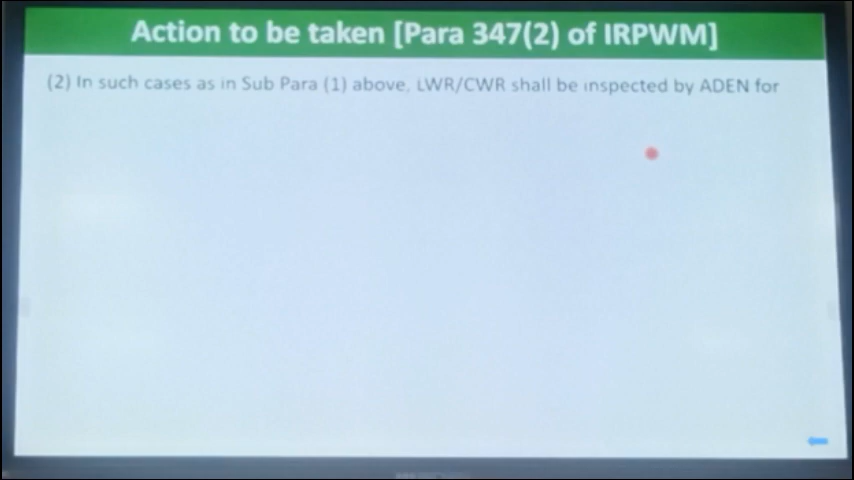 Action to be taken [Para 347(2) of IRPWM]
(2) In such cases as in Sub Para (1) above, LWR/CWR shall be inspected by ADEN for